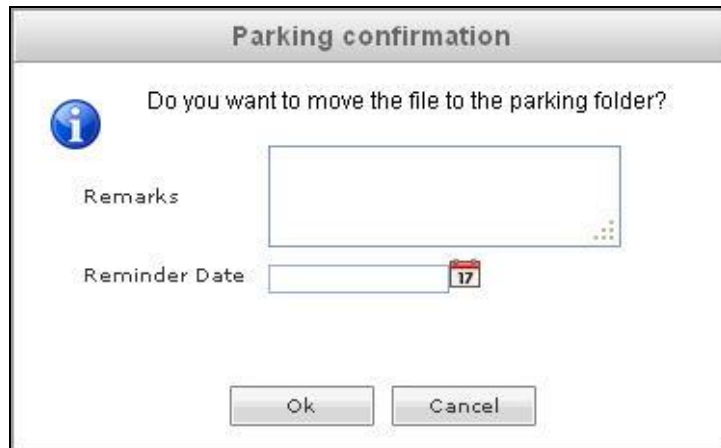 Parking confirmation
Do you want to move the file to the parking folder?
Remarks
Reminder Date
17
Ok
Cancel